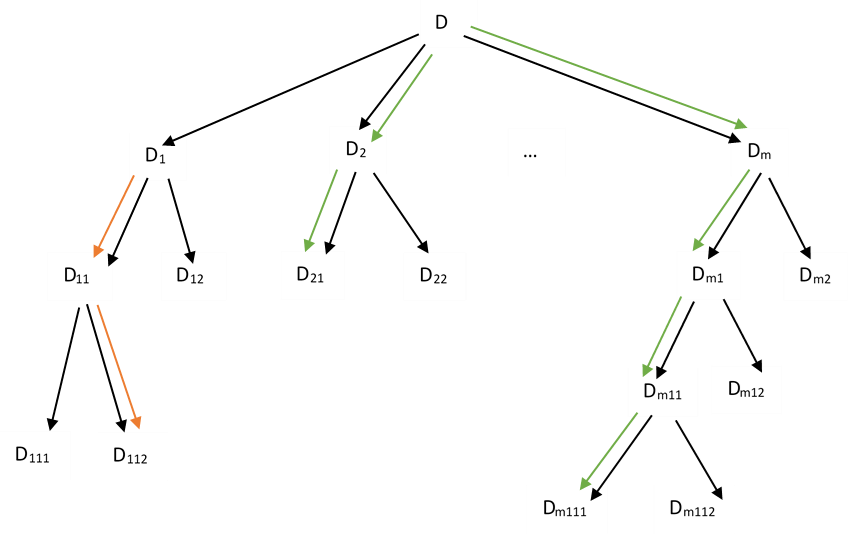 D
D₁ D₂ ... Dₘ
D₁₁ D₁₂ D₂₁ D₂₂ Dₘ₁ Dₘ₂
Dₘ₁₁ Dₘ₁₂
D₁₁₁ D₁₁₂
Dₘ₁₁₁ Dₘ₁₁₂